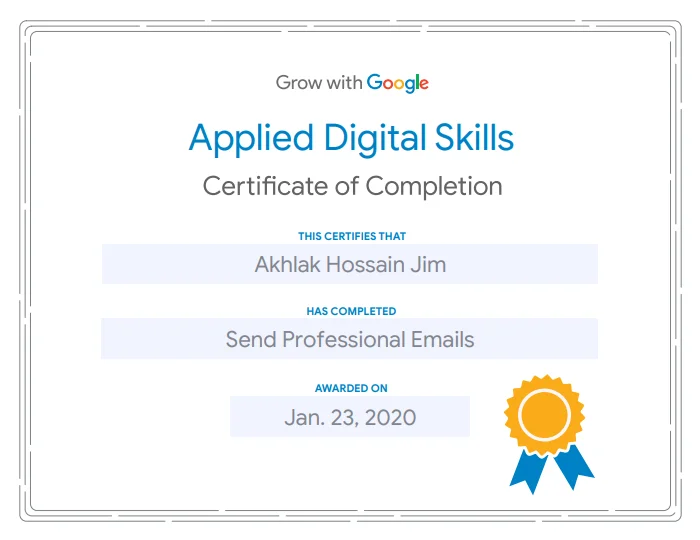 Grow with Google
Applied Digital Skills
Certificate of Completion
THIS CERTIFIES THAT
Akhlak Hossain Jim
HAS COMPLETED
Send Professional Emails
AWARDED ON
Jan. 23, 2020